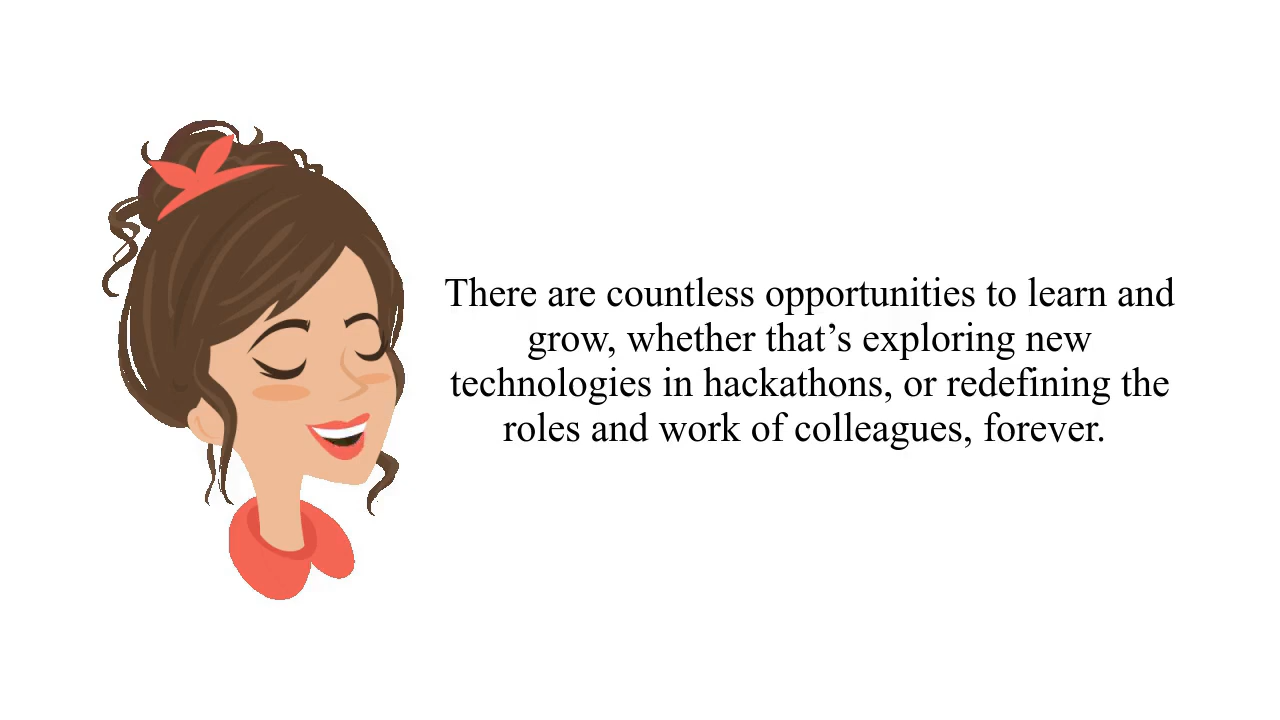 There are countless opportunities to learn and
grow, whether that’s exploring new
technologies in hackathons, or redefining the
roles and work of colleagues, forever.